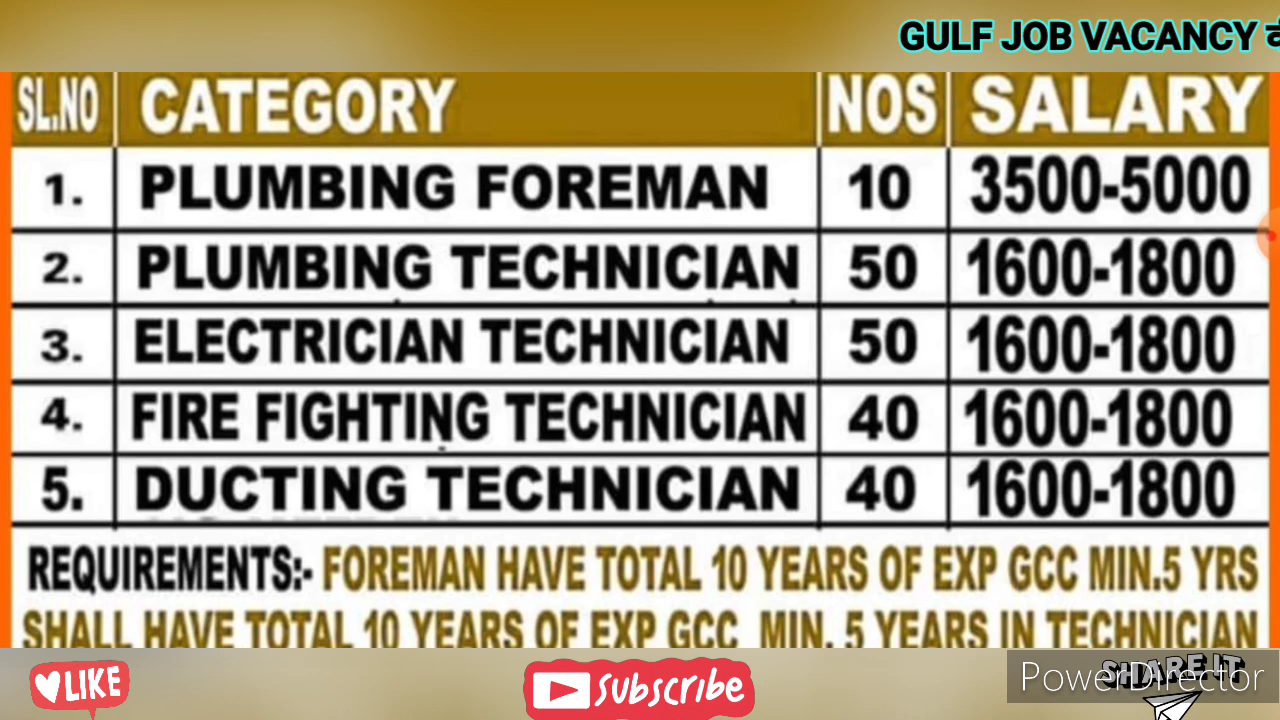 GULF JOB VACANCY
SL.NO CATEGORY NOS SALARY
1. PLUMBING FOREMAN 10 3500-5000
2. PLUMBING TECHNICIAN 50 1600-1800
3. ELECTRICIAN TECHNICIAN 50 1600-1800
4. FIRE FIGHTING TECHNICIAN 40 1600-1800
5. DUCTING TECHNICIAN 40 1600-1800
REQUIREMENTS:- FOREMAN HAVE TOTAL 10 YEARS OF EXP GCC MIN.5 YRS
SHALL HAVE TOTAL 10 YEARS OF EXP GCC MIN. 5 YEARS IN TECHNICIAN
LIKE
Subscribe
SHARE IT
PowerDirector